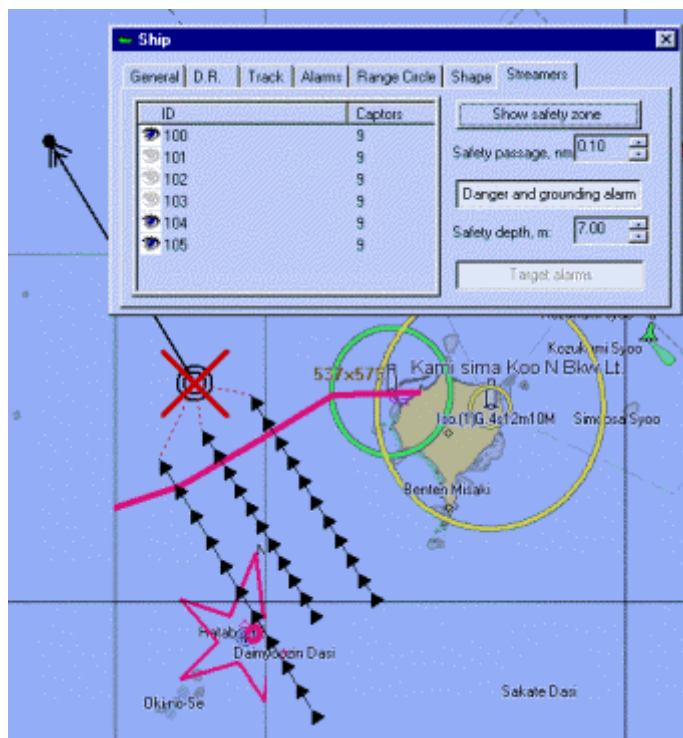 Ship
General D.R. Track Alarms Range Circle Shape Streamers
ID Captors
100 9
101 9
102 9
103 9
104 9
105 9
Show safety zone
Safety passage, nm: 0.10
Danger and grounding alarm
Safety depth, m: 7.00
Target alarms
Kozukami Syoo
537x575
Kami sima Koo N Bkw Lt.
Iso.(1)G.4s12m10M
Benten Misaki
N
Daimyoozin Dasi
Oki-no-Se
Sakate Dasi